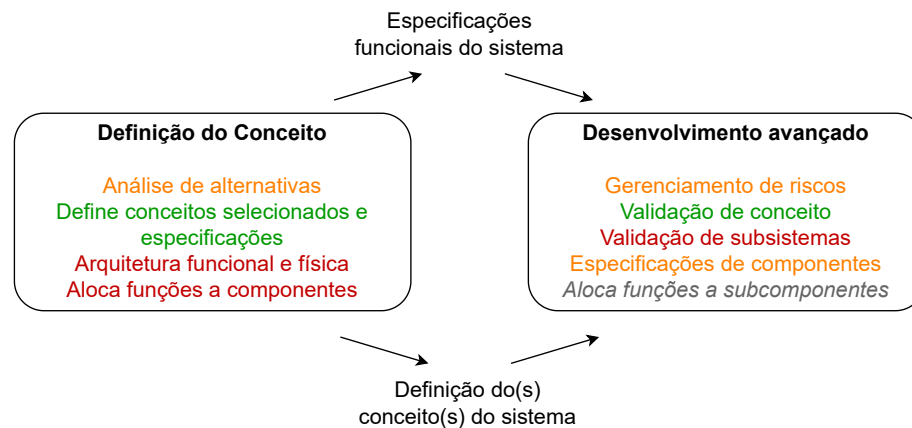 Especificações
funcionais do sistema
Definição do Conceito
Análise de alternativas
Define conceitos selecionados e
especificações
Arquitetura funcional e física
Aloca funções a componentes
Desenvolvimento avançado
Gerenciamento de riscos
Validação de conceito
Validação de subsistemas
Especificações de componentes
Aloca funções a subcomponentes
Definição do(s)
conceito(s) do sistema